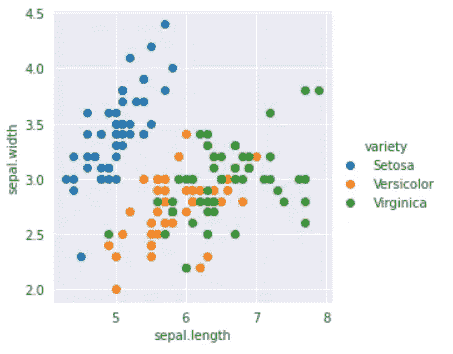 4.5
4.0
3.5
3.0
2.5
2.0
sepal.width
5 6 7 8
sepal.length
variety
Setosa
Versicolor
Virginica